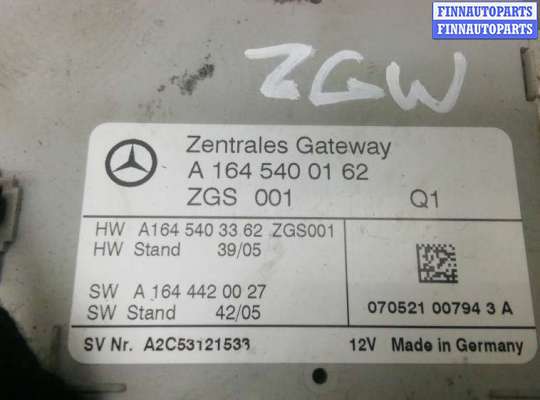 FINNAUTOPARTS
FINNAUTOPARTS
ZGW
Zentrales Gateway
A 164 540 01 62
ZGS 001 Q1
HW A164 540 33 62 ZGS001
HW Stand 39/05
SW A 164 442 00 27
SW Stand 42/05
070521 00794 3 A
SV Nr. A2C53121533 12V Made in Germany